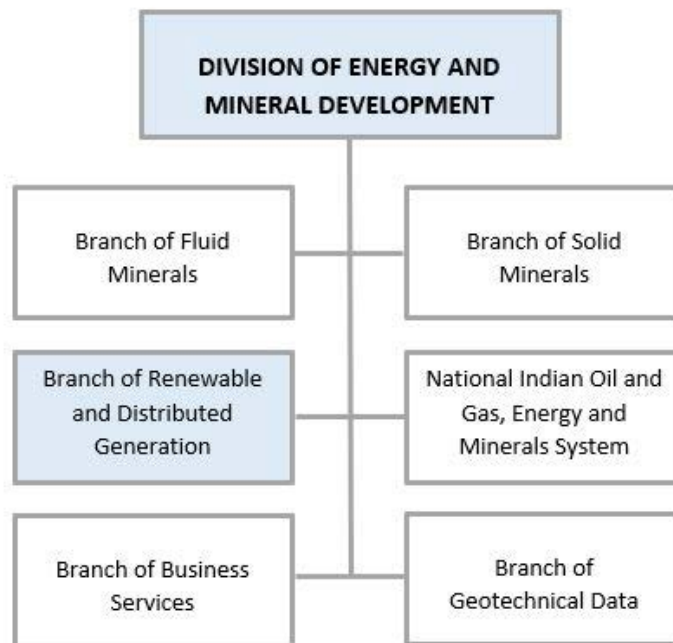 DIVISION OF ENERGY AND
MINERAL DEVELOPMENT
Branch of Fluid
Minerals
Branch of Solid
Minerals
Branch of Renewable
and Distributed
Generation
National Indian Oil and
Gas, Energy and
Minerals System
Branch of Business
Services
Branch of
Geotechnical Data